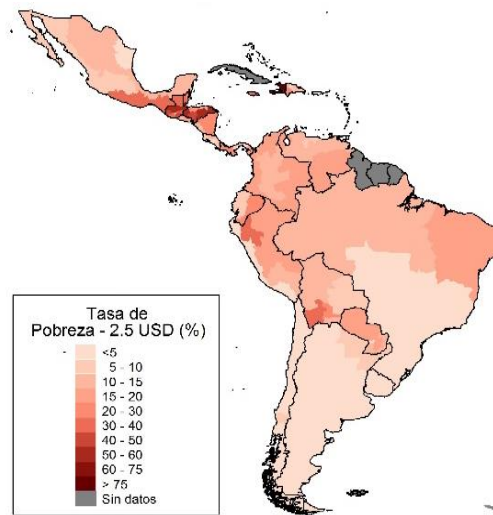 Tasa de
Pobreza - 2.5 USD (%)
<5
5 - 10
10 - 15
15 - 20
20 - 30
30 - 40
40 - 50
50 - 60
60 - 75
> 75
Sin datos